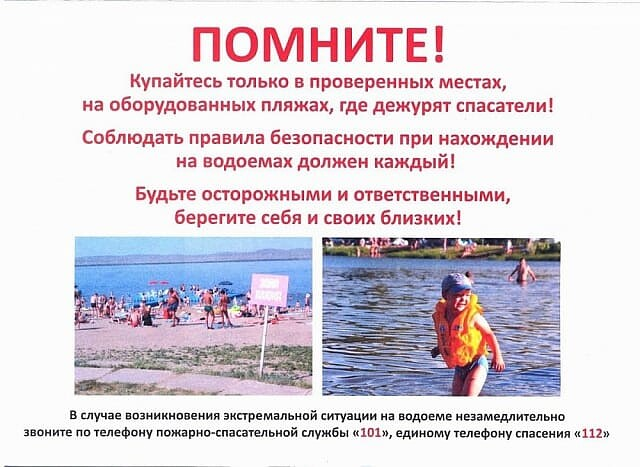 ПОМНИТЕ!
Купайтесь только в проверенных местах,
на оборудованных пляжах, где дежурят спасатели!
Соблюдать правила безопасности при нахождении
на водоемах должен каждый!
Будьте осторожными и ответственными,
берегите себя и своих близких!
В случае возникновения экстремальной ситуации на водоеме незамедлительно
звоните по телефону пожарно-спасательной службы «101», единому телефону спасения «112»